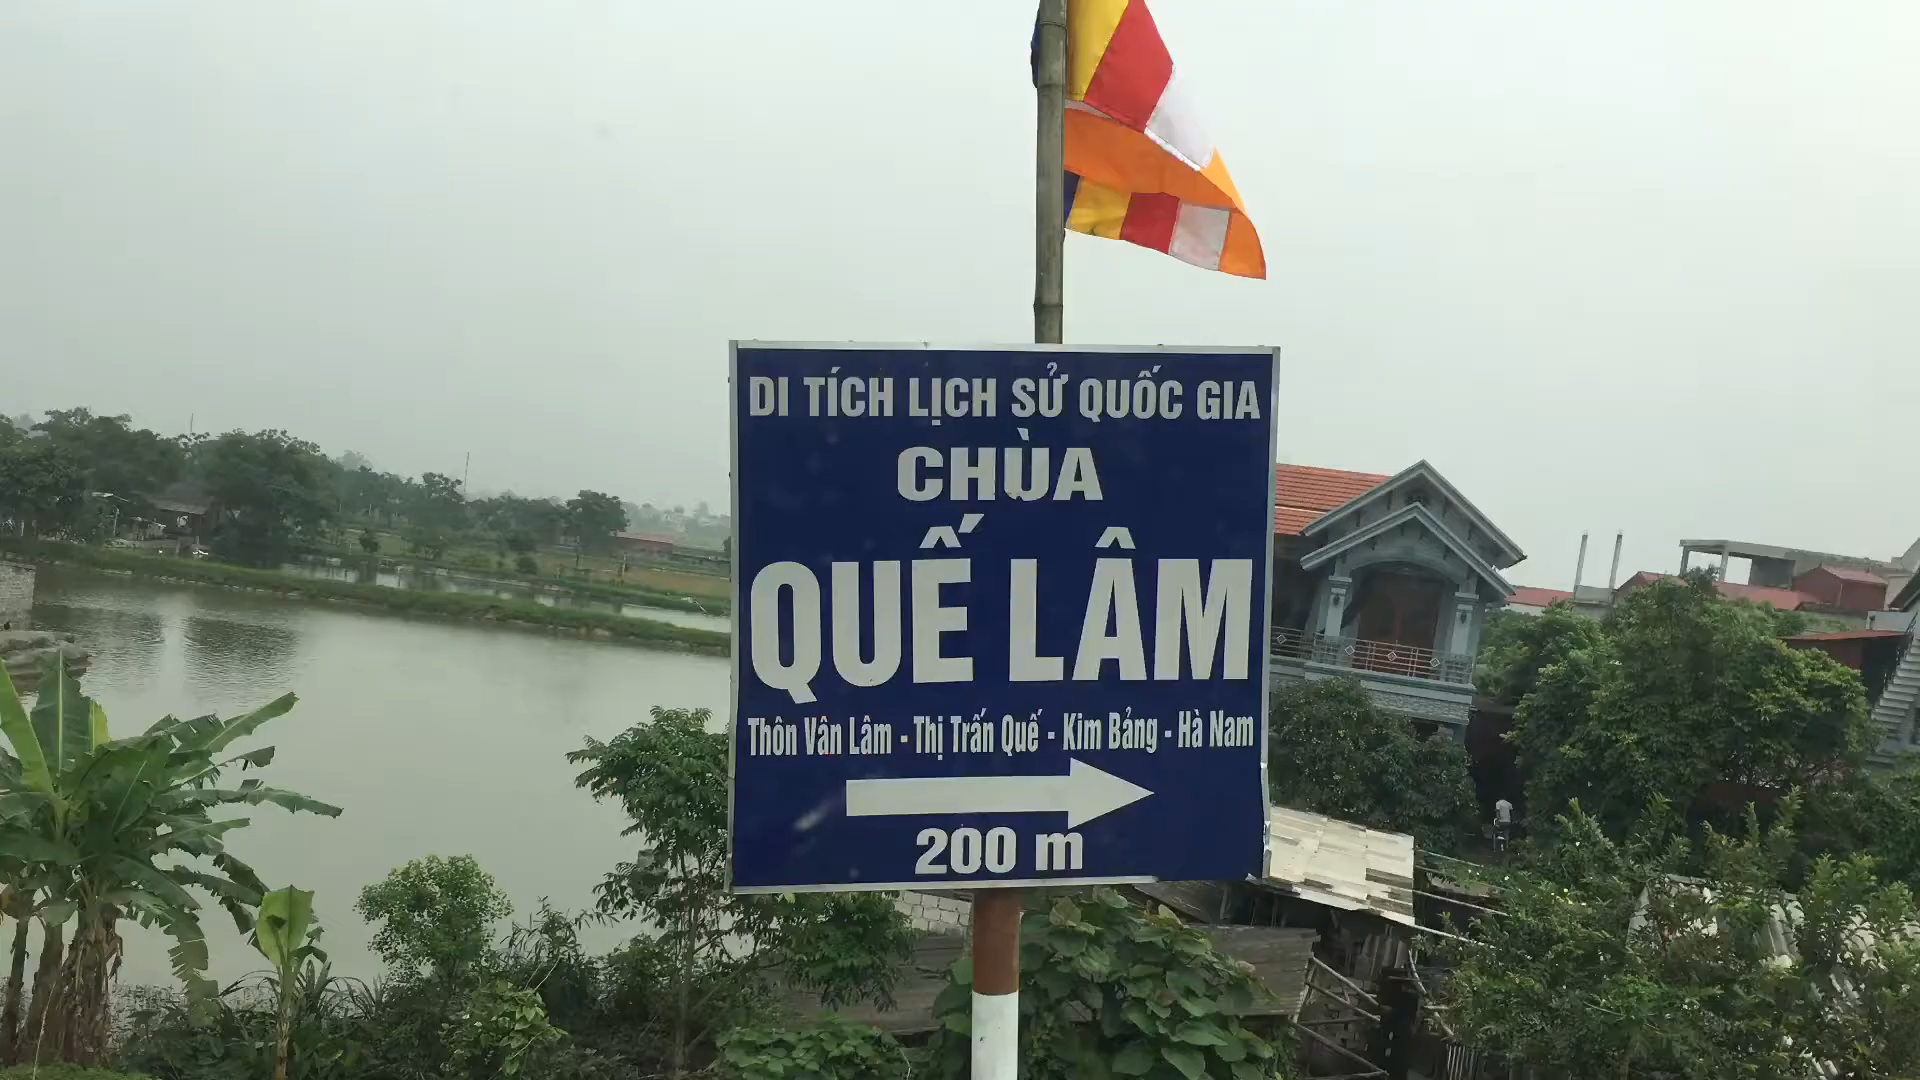 DI TÍCH LỊCH SỬ QUỐC GIA
CHÙA
QUẾ LÂM
Thôn Vân Lâm - Thị Trấn Quế - Kim Bảng - Hà Nam
200 m